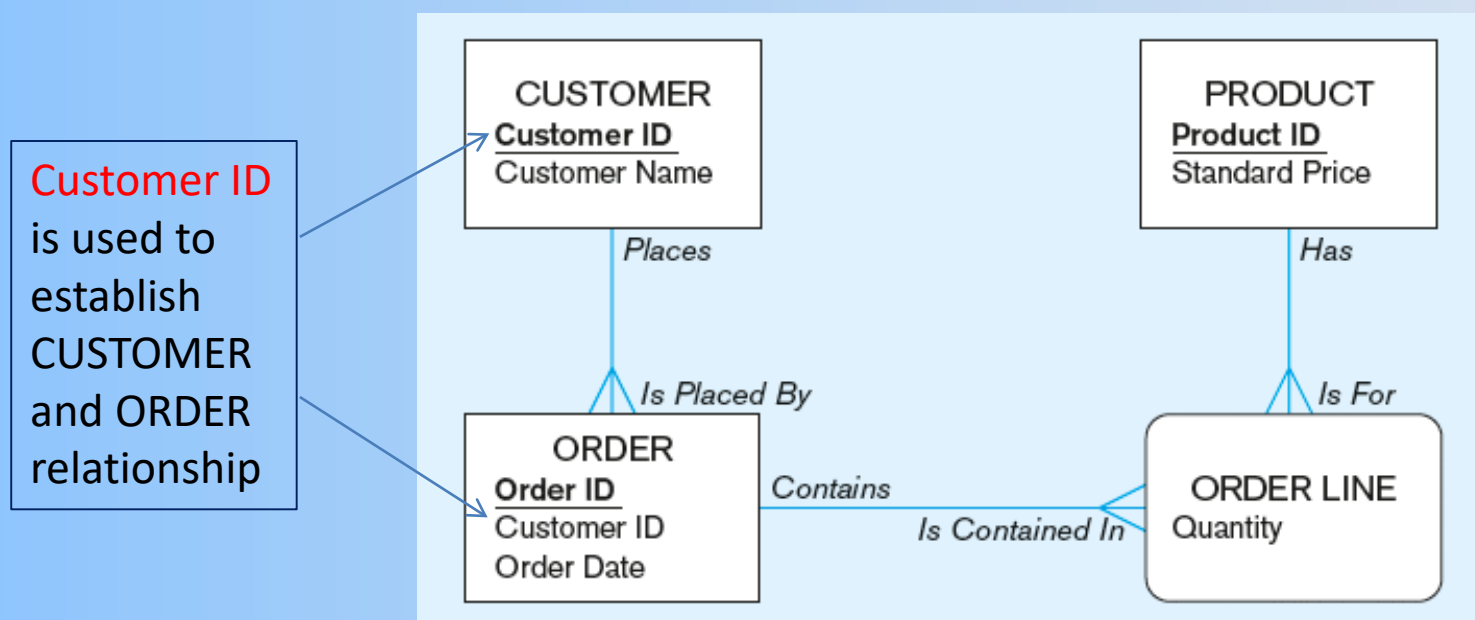 Customer ID
is used to
establish
CUSTOMER
and ORDER
relationship
CUSTOMER
Customer ID
Customer Name
PRODUCT
Product ID
Standard Price
Places
Has
Is Placed By
Is For
ORDER
Order ID
Customer ID
Order Date
Contains
Is Contained In
ORDER LINE
Quantity